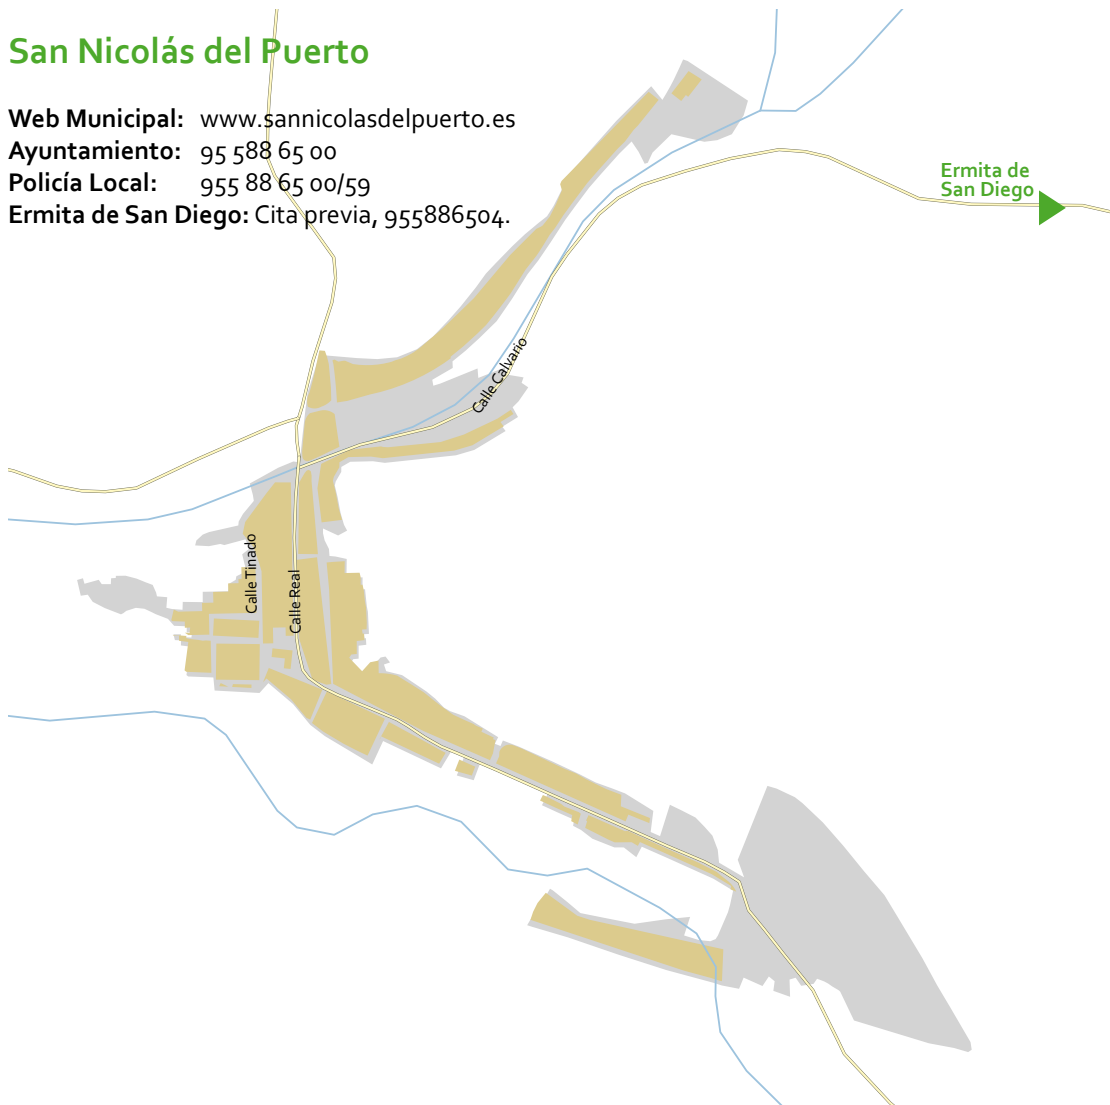 San Nicolás del Puerto
Web Municipal: www.sannicolasdelpuerto.es
Ayuntamiento: 95 588 65 00
Policía Local: 955 88 65 00/59
Ermita de San Diego: Cita previa, 955886504.
Ermita de
San Diego
Calle Calvario
Calle Tinado
Calle Real